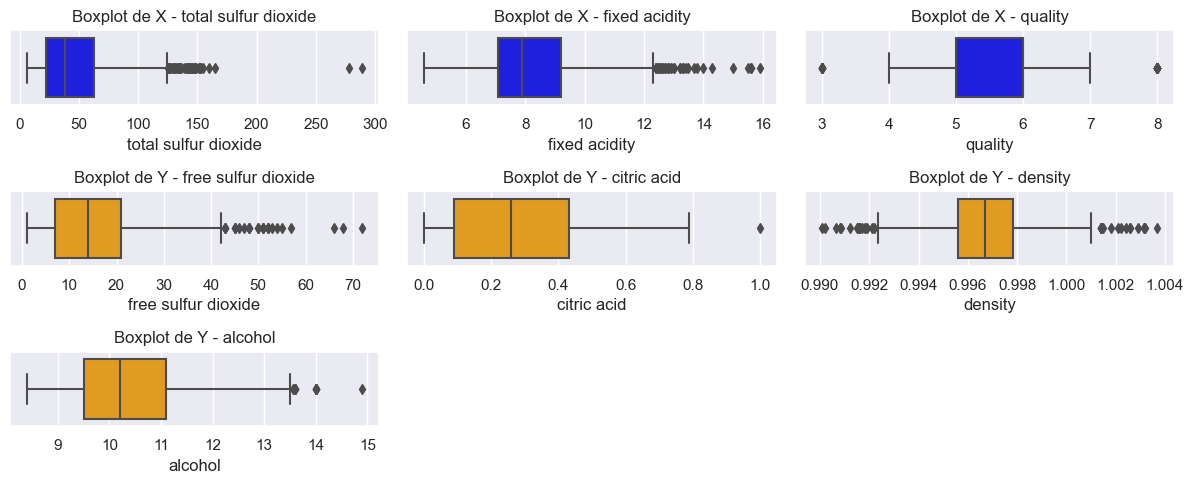 Boxplot de X - total sulfur dioxide
0 50 100 150 200 250 300
total sulfur dioxide
Boxplot de X - fixed acidity
6 8 10 12 14 16
fixed acidity
Boxplot de X - quality
3 4 5 6 7 8
quality
Boxplot de Y - free sulfur dioxide
0 10 20 30 40 50 60 70
free sulfur dioxide
Boxplot de Y - citric acid
0.0 0.2 0.4 0.6 0.8 1.0
citric acid
Boxplot de Y - density
0.990 0.992 0.994 0.996 0.998 1.000 1.002 1.004
density
Boxplot de Y - alcohol
9 10 11 12 13 14 15
alcohol